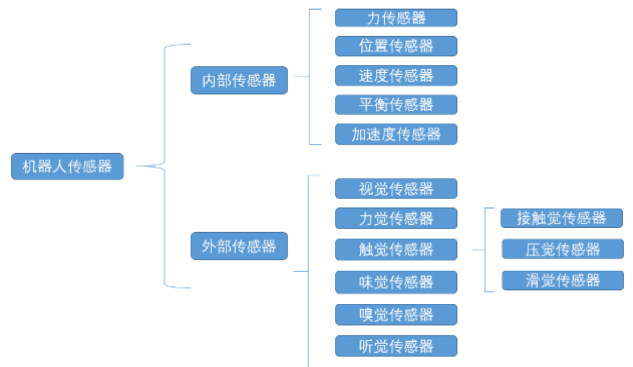 机器人传感器
内部传感器
力传感器
位置传感器
速度传感器
平衡传感器
加速度传感器
外部传感器
视觉传感器
力觉传感器
触觉传感器
接触觉传感器
压觉传感器
滑觉传感器
味觉传感器
嗅觉传感器
听觉传感器